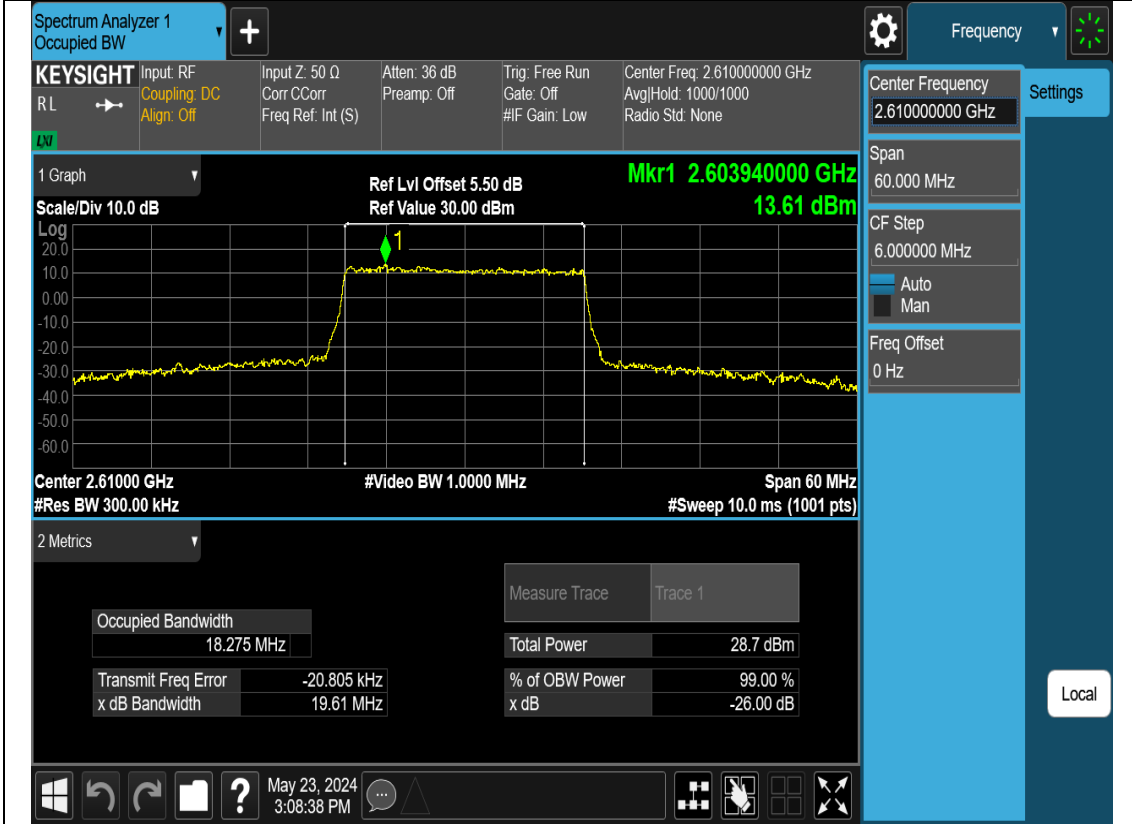 Spectrum Analyzer 1
Occupied BW
+
Frequency
KEYSIGHT
RL
LXI
Input: RF
Coupling: DC
Align: Off
Input Z: 50 Ω
Corr CCorr
Freq Ref: Int (S)
Atten: 36 dB
Preamp: Off
Trig: Free Run
Gate: Off
#IF Gain: Low
Center Freq: 2.610000000 GHz
Avg|Hold: 1000/1000
Radio Std: None
Center Frequency
2.610000000 GHz
Settings
Span
60.000 MHz
CF Step
6.000000 MHz
Auto
Man
Freq Offset
0 Hz
Local
1 Graph
Scale/Div 10.0 dB
Ref Lvl Offset 5.50 dB
Ref Value 30.00 dBm
Mkr1 2.603940000 GHz
13.61 dBm
Log
1
20.0
10.0
0.00
-10.0
-20.0
-30.0
-40.0
-50.0
-60.0
Center 2.61000 GHz
#Video BW 1.0000 MHz
Span 60 MHz
#Res BW 300.00 kHz
#Sweep 10.0 ms (1001 pts)
2 Metrics
Measure Trace Trace 1
Occupied Bandwidth
18.275 MHz
Total Power 28.7 dBm
Transmit Freq Error -20.805 kHz
% of OBW Power 99.00 %
x dB Bandwidth 19.61 MHz
x dB -26.00 dB
?
May 23, 2024
3:08:38 PM